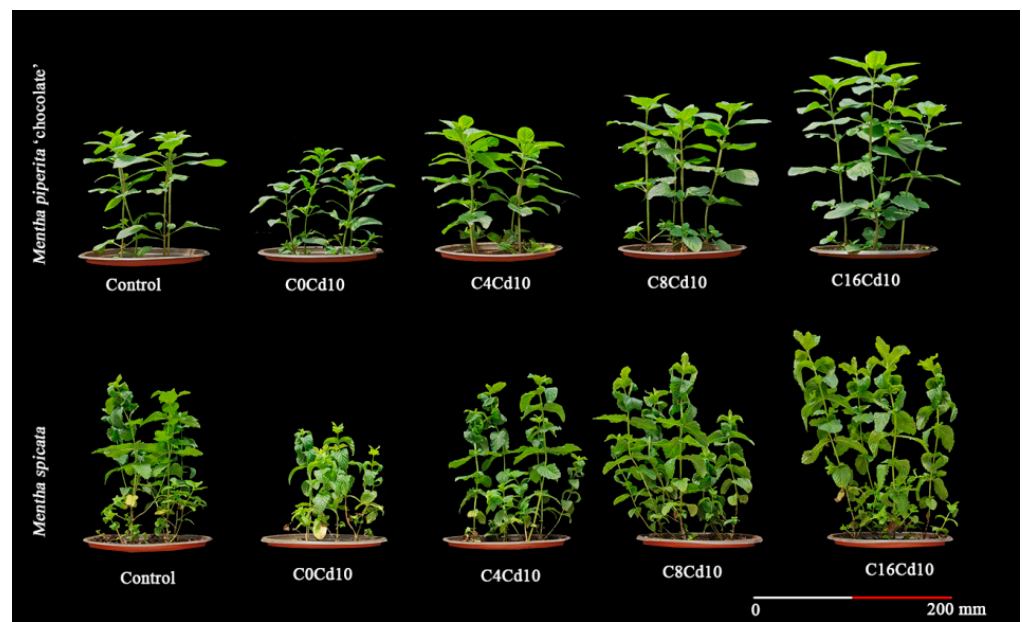 Mentha piperita ‘chocolate’
Control
C0Cd10
C4Cd10
C8Cd10
C16Cd10
Mentha spicata
Control
C0Cd10
C4Cd10
C8Cd10
C16Cd10
0
200 mm